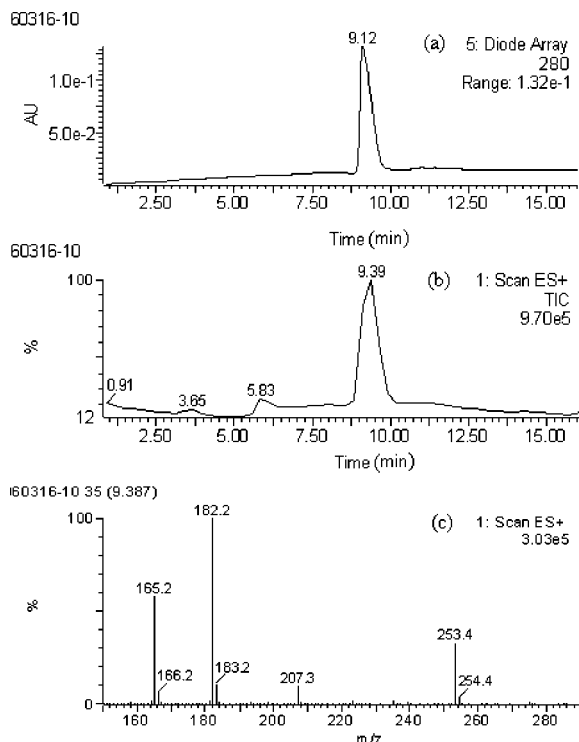 60316-10
9.12
(a)
5: Diode Array
280
Range: 1.32e-1
1.0e-1
AU
5.0e-2
2.50 5.00 7.50 10.00 12.50 15.00
Time (min)
60316-10
100
9.39
(b)
1: Scan ES+
TIC
9.70e5
%
0.91
3.65
5.83
12
2.50 5.00 7.50 10.00 12.50 15.00
Time (min)
60316-10 35 (9.387)
100
182.2
(c)
1: Scan ES+
3.03e5
165.2
%
253.4
166.2
183.2
207.3
254.4
0
160 180 200 220 240 260 280
m/z